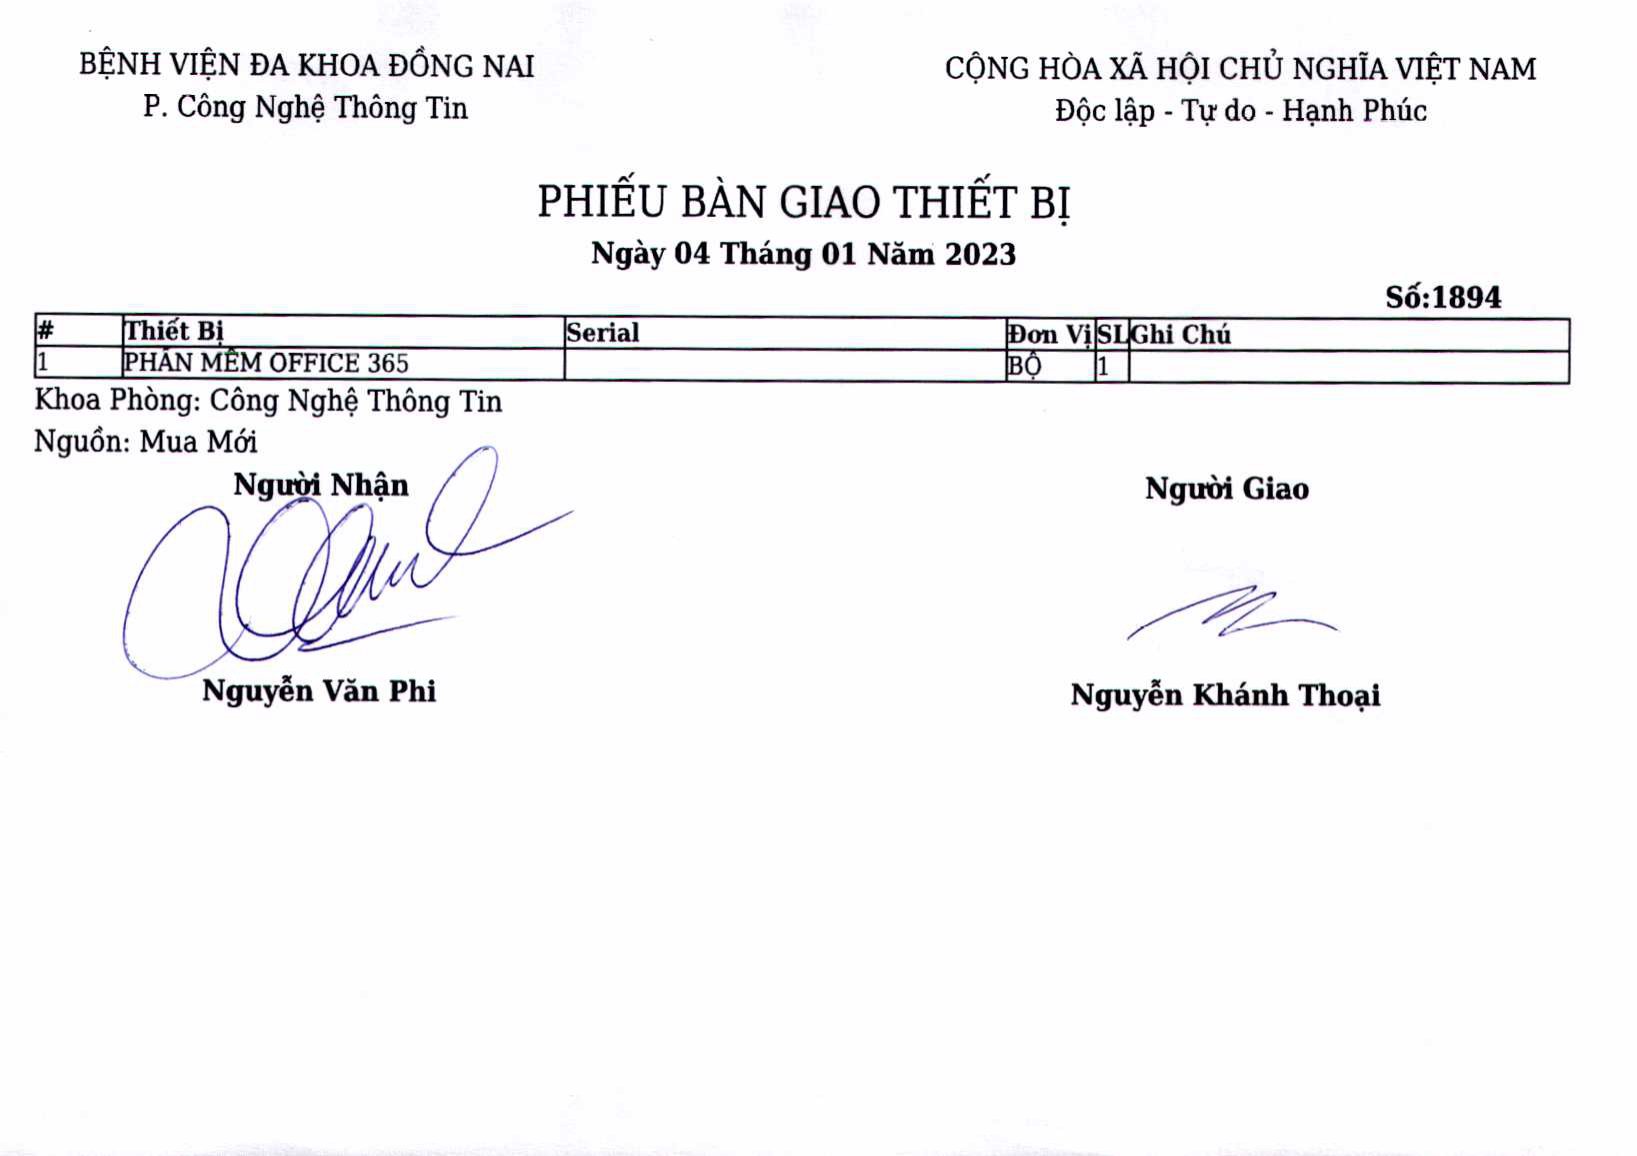 BỆNH VIỆN ĐA KHOA ĐỒNG NAI
P. Công Nghệ Thông Tin
CỘNG HÒA XÃ HỘI CHỦ NGHĨA VIỆT NAM
Độc lập - Tự do - Hạnh Phúc
PHIẾU BÀN GIAO THIẾT BỊ
Ngày 04 Tháng 01 Năm 2023
Số:1894
# Thiết Bị Serial Đơn Vị SL Ghi Chú
1 PHẦN MỀM OFFICE 365 BỘ 1
Khoa Phòng: Công Nghệ Thông Tin
Nguồn: Mua Mới
Người Nhận Người Giao
Nguyễn Văn Phi Nguyễn Khánh Thoại